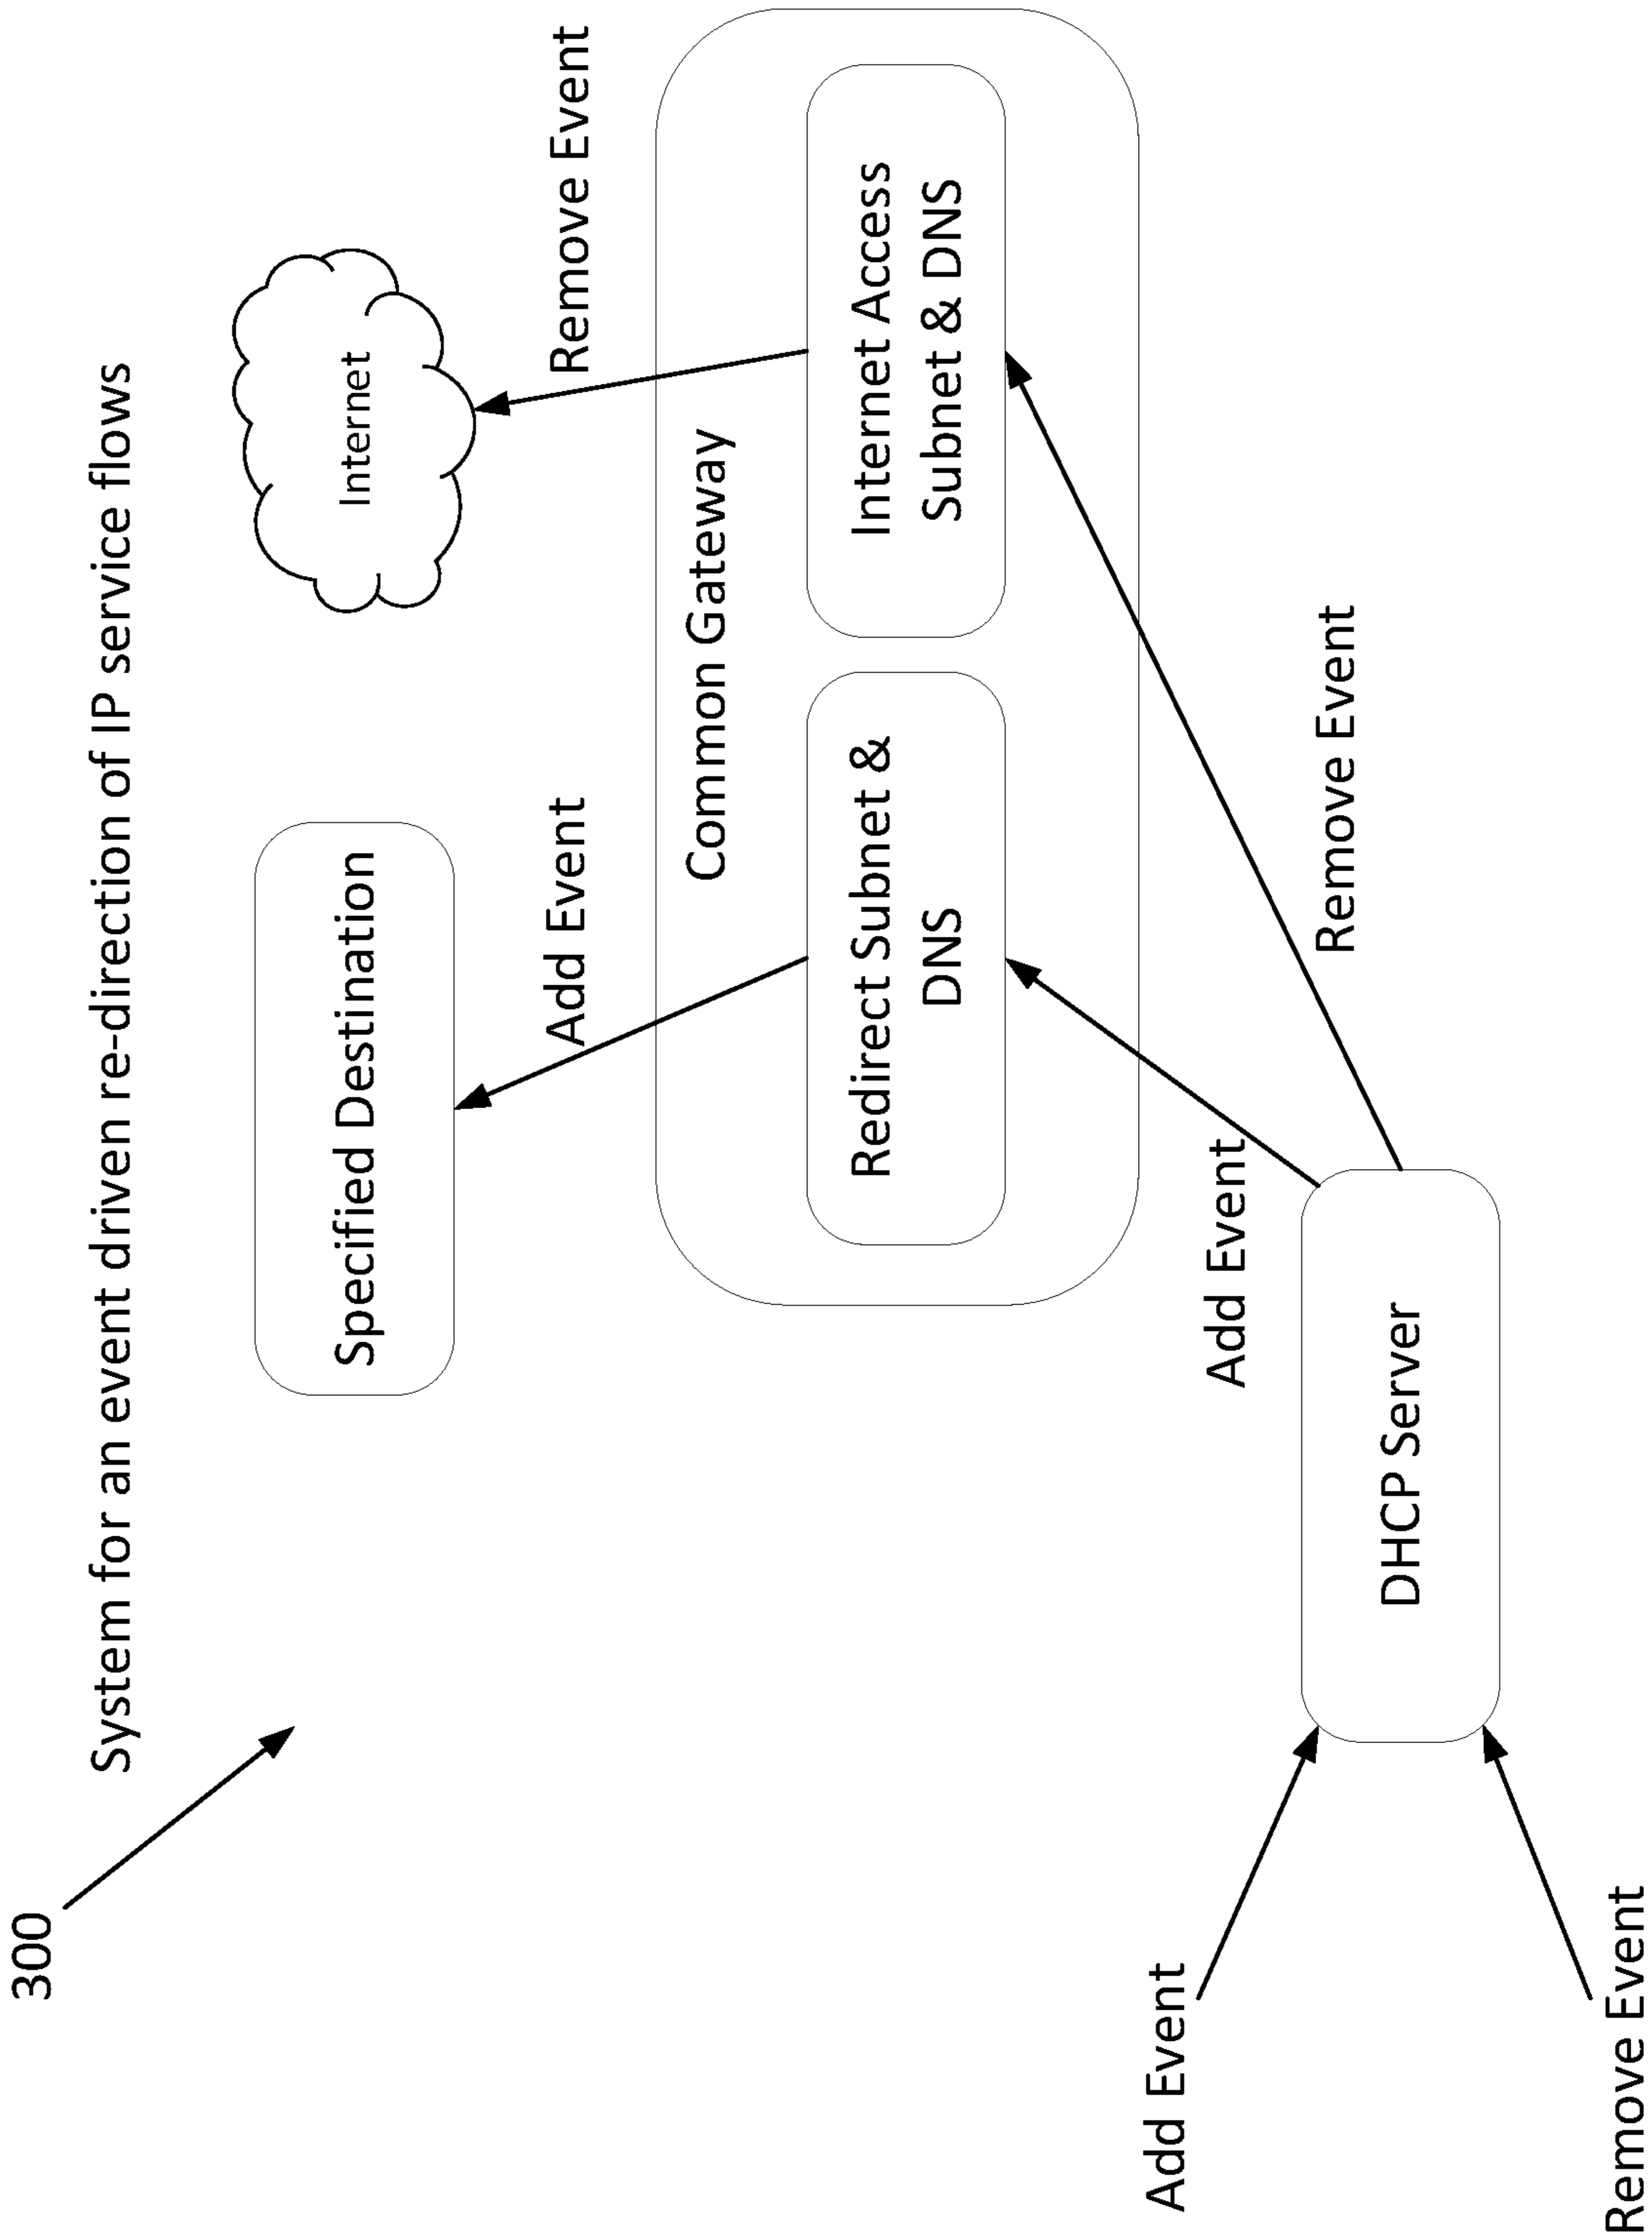 300
System for an event driven re-direction of IP service flows
Specified Destination
Internet
Add Event
Remove Event
Common Gateway
Redirect Subnet &
DNS
Internet Access
Subnet & DNS
Add Event
Remove Event
Add Event
DHCP Server
Remove Event